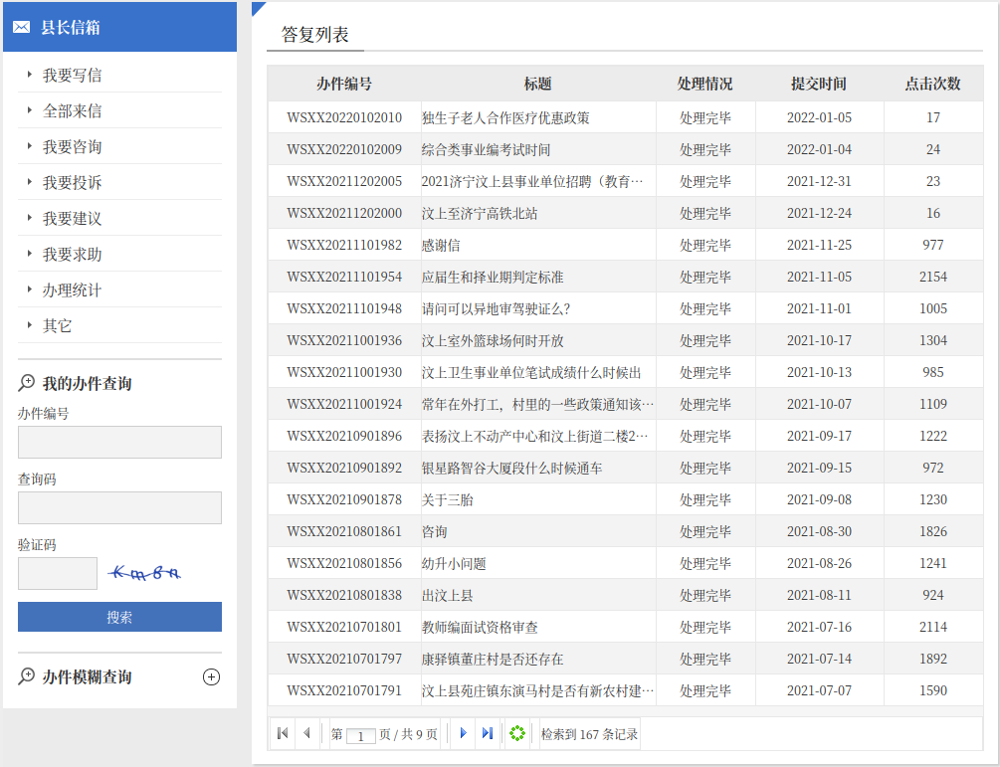 县长信箱
我要写信
全部来信
我要咨询
我要投诉
我要建议
我要求助
办理统计
其它
我的办件查询
办件编号
查询码
验证码
Km8n
搜索
办件模糊查询
答复列表
办件编号 标题 处理情况 提交时间 点击次数
WSXX20220102010 独生子老人合作医疗优惠政策 处理完毕 2022-01-05 17
WSXX20220102009 综合类事业编考试时间 处理完毕 2022-01-04 24
WSXX20211202005 2021济宁汶上县事业单位招聘（教育… 处理完毕 2021-12-31 23
WSXX20211202000 汶上至济宁高铁北站 处理完毕 2021-12-24 16
WSXX20211101982 感谢信 处理完毕 2021-11-25 977
WSXX20211101954 应届生和择业期判定标准 处理完毕 2021-11-05 2154
WSXX20211101948 请问可以异地审驾驶证么? 处理完毕 2021-11-01 1005
WSXX20211001936 汶上室外篮球场何时开放 处理完毕 2021-10-17 1304
WSXX20211001930 汶上卫生事业单位笔试成绩什么时候出 处理完毕 2021-10-13 985
WSXX20211001924 常年在外打工，村里的一些政策通知该… 处理完毕 2021-10-07 1109
WSXX20210901896 表扬汶上不动产中心和汶上街道二楼2… 处理完毕 2021-09-17 1222
WSXX20210901892 银星路智谷大厦段什么时候通车 处理完毕 2021-09-15 972
WSXX20210901878 关于三胎 处理完毕 2021-09-08 1230
WSXX20210801861 咨询 处理完毕 2021-08-30 1826
WSXX20210801856 幼升小问题 处理完毕 2021-08-26 1241
WSXX20210801838 出汶上县 处理完毕 2021-08-11 924
WSXX20210701801 教师编面试资格审查 处理完毕 2021-07-16 2114
WSXX20210701797 康驿镇董庄村是否还存在 处理完毕 2021-07-14 1892
WSXX20210701791 汶上县苑庄镇东演马村是否有新农村建… 处理完毕 2021-07-07 1590
第 1 页 / 共 9 页 检索到 167 条记录